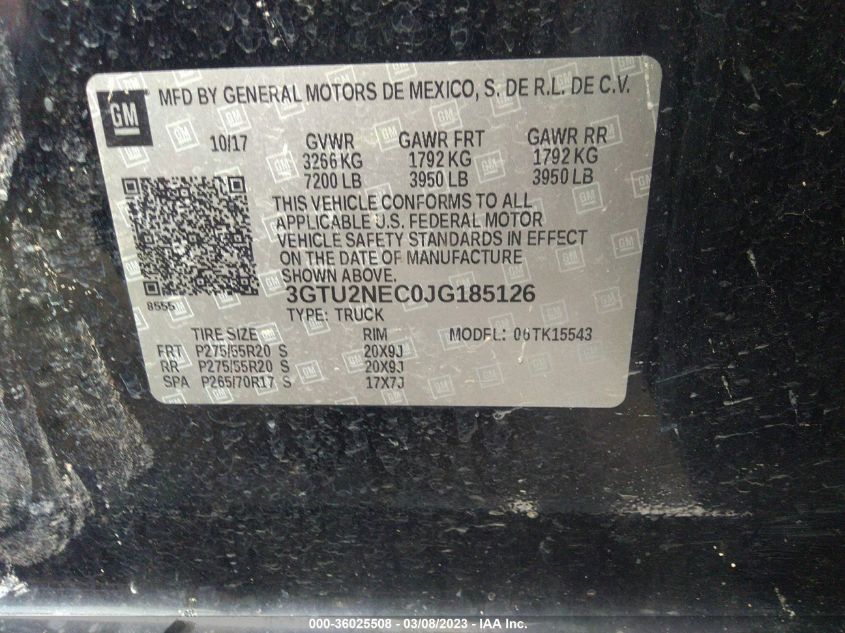 GM
MFD BY GENERAL MOTORS DE MEXICO, S. DE R.L. DE C.V.
10/17 GVWR GAWR FRT GAWR RR
3266 KG 1792 KG 1792 KG
7200 LB 3950 LB 3950 LB
THIS VEHICLE CONFORMS TO ALL
APPLICABLE U.S. FEDERAL MOTOR
VEHICLE SAFETY STANDARDS IN EFFECT
ON THE DATE OF MANUFACTURE
SHOWN ABOVE.
8555
3GTU2NEC0JG185126
TYPE: TRUCK
TIRE SIZE RIM MODEL: 06TK15543
FRT P275/55R20 S 20X9J
RR P275/55R20 S 20X9J
SPA P265/70R17 S 17X7J
000-36025508 - 03/08/2023 - IAA Inc.